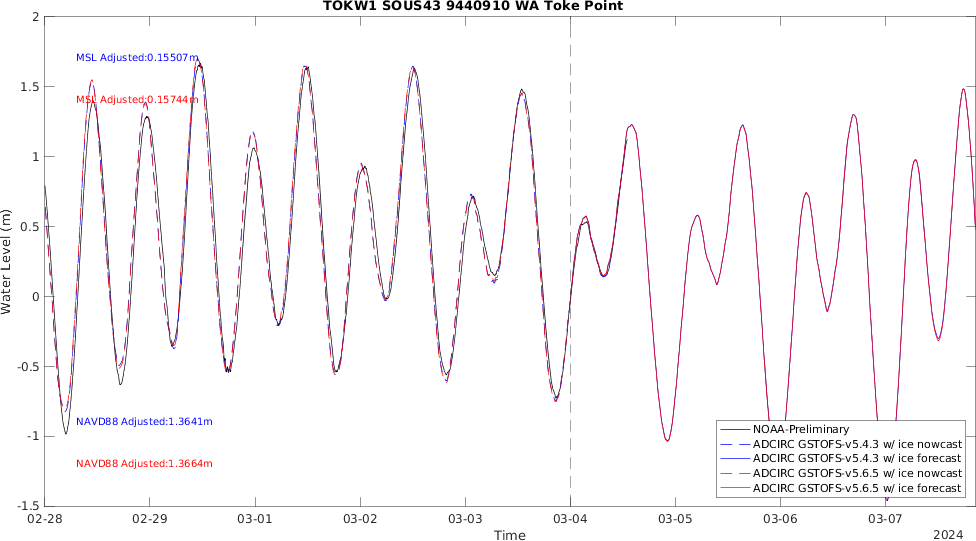 TOKW1 SOUS43 9440910 WA Toke Point
2
1.5
1
0.5
0
-0.5
-1
-1.5
Water Level (m)
MSL Adjusted:0.15507m
MSL Adjusted:0.15744m
NAVD88 Adjusted:1.3641m
NAVD88 Adjusted:1.3664m
NOAA-Preliminary
ADCIRC GSTOFS-v5.4.3 w/ ice nowcast
ADCIRC GSTOFS-v5.4.3 w/ ice forecast
ADCIRC GSTOFS-v5.6.5 w/ ice nowcast
ADCIRC GSTOFS-v5.6.5 w/ ice forecast
02-28 02-29 03-01 03-02 03-03 03-04 03-05 03-06 03-07
Time
2024